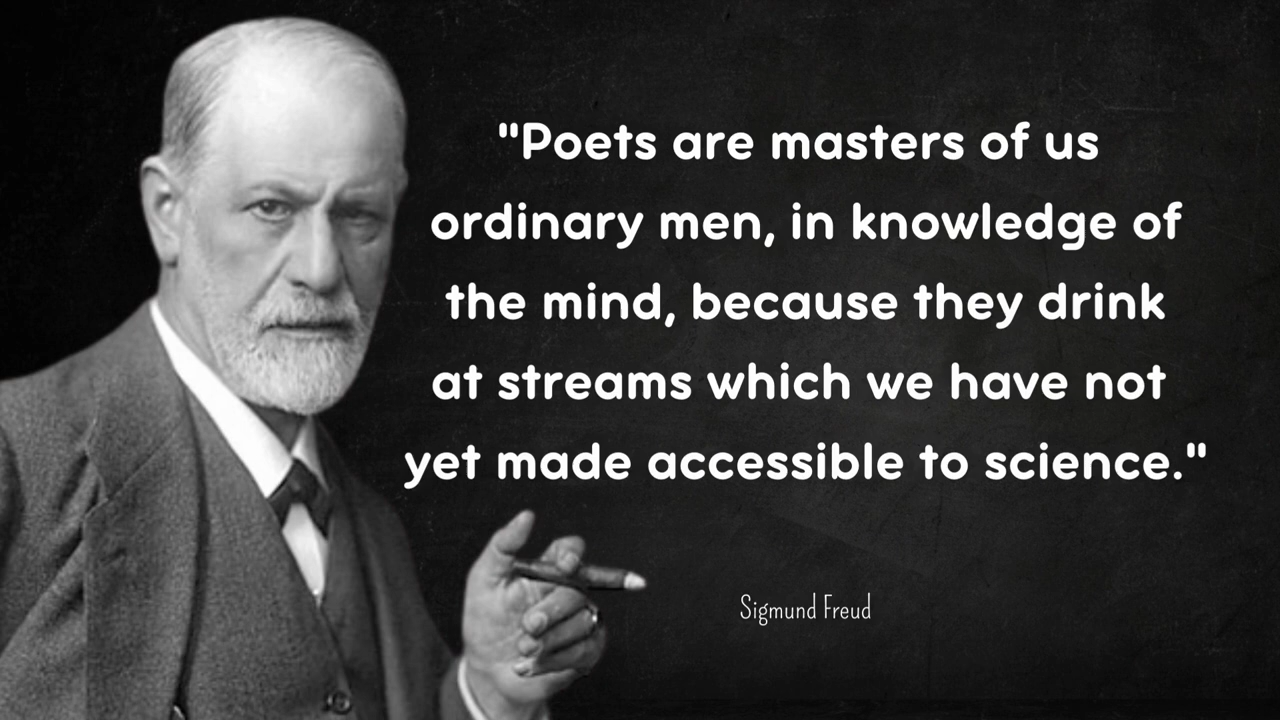 "Poets are masters of us
ordinary men, in knowledge of
the mind, because they drink
at streams which we have not
yet made accessible to science."
Sigmund Freud